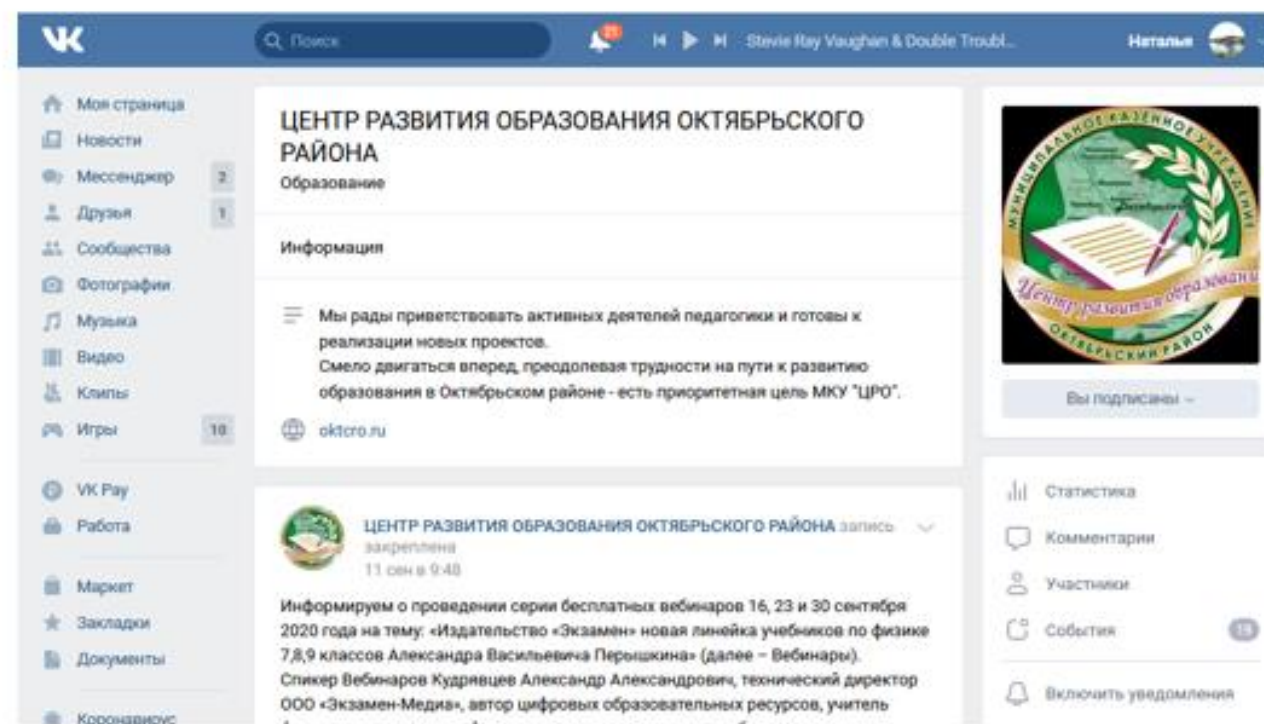 VK
Поиск
21
Stevie Ray Vaughan & Double Troubl...
Наталья
Моя страница
Новости
Мессенджер 2
Друзья 1
Сообщества
Фотографии
Музыка
Видео
Клипы
Игры 10
VK Pay
Работа
Маркет
Закладки
Документы
Коронавирус
ЦЕНТР РАЗВИТИЯ ОБРАЗОВАНИЯ ОКТЯБРЬСКОГО
РАЙОНА
Образование
Информация
Мы рады приветствовать активных деятелей педагогики и готовы к
реализации новых проектов.
Смело двигаться вперед, преодолевая трудности на пути к развитию
образования в Октябрьском районе - есть приоритетная цель МКУ "ЦРО".
oktcro.ru
ЦЕНТР РАЗВИТИЯ ОБРАЗОВАНИЯ ОКТЯБРЬСКОГО РАЙОНА запись
закреплена
11 сен в 9:48
Информируем о проведении серии бесплатных вебинаров 16, 23 и 30 сентября
2020 года на тему: «Издательство «Экзамен» новая линейка учебников по физике
7,8,9 классов Александра Васильевича Перышкина» (далее – Вебинары).
Спикер Вебинаров Кудрявцев Александр Александрович, технический директор
ООО «Экзамен-Медиа», автор цифровых образовательных ресурсов, учитель
МУНИЦИПАЛЬНОЕ КАЗЁННОЕ УЧРЕЖДЕНИЕ
Центр развития образования
ОКТЯБРЬСКИЙ РАЙОН
Вы подписаны
Статистика
Комментарии
Участники
События
Включить уведомления